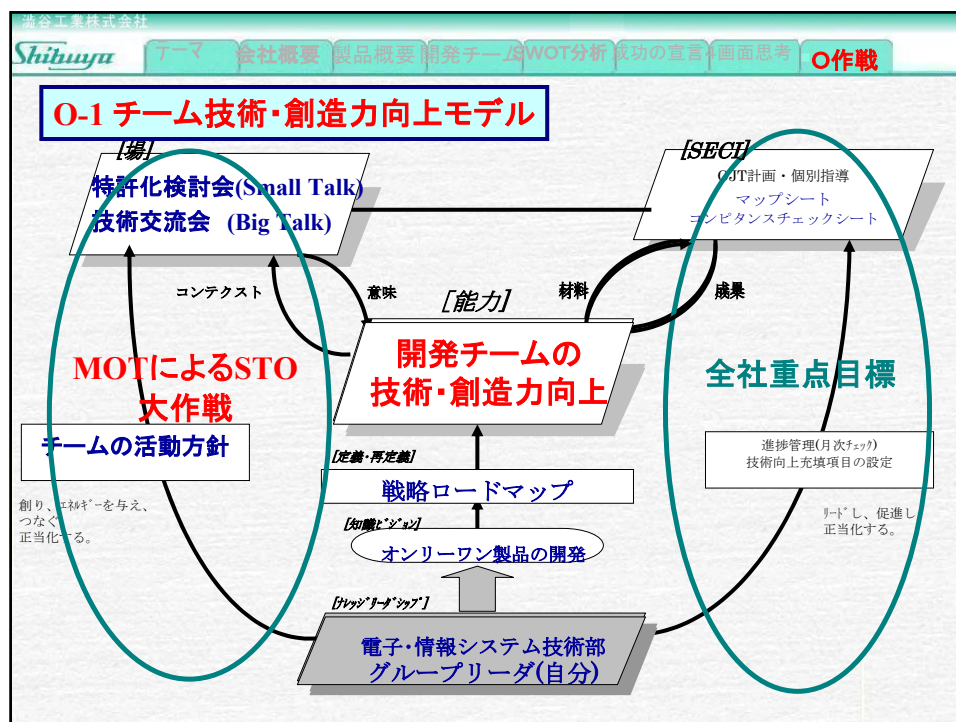 澁谷工業株式会社
Shibuya
テーマ 会社概要 製品概要 開発チーム SWOT分析 成功の宣言 4画面思考 O作戦
O-1 チーム技術・創造力向上モデル
[場]
特許化検討会(Small Talk)
技術交流会 (Big Talk)
[SECI]
OJT計画・個別指導
マップシート
コンピタンスチェックシート
コンテクスト
意味
[能力]
材料
成果
開発チームの
技術・創造力向上
MOTによるSTO
大作戦
全社重点目標
チームの活動方針
進捗管理(月次ﾁｪｯｸ)
技術向上充填項目の設定
[定義・再定義]
戦略ロードマップ
創り、ｴﾈﾙｷﾞｰを与え、
つなぐ
正当化する。
ﾘｰﾄﾞし、促進し
正当化する。
[知識ﾋﾞｼﾞｮﾝ]
オンリーワン製品の開発
[ﾅﾚｯｼﾞﾘｰﾀﾞｼｯﾌﾟ]
電子・情報システム技術部
グループリーダ(自分)